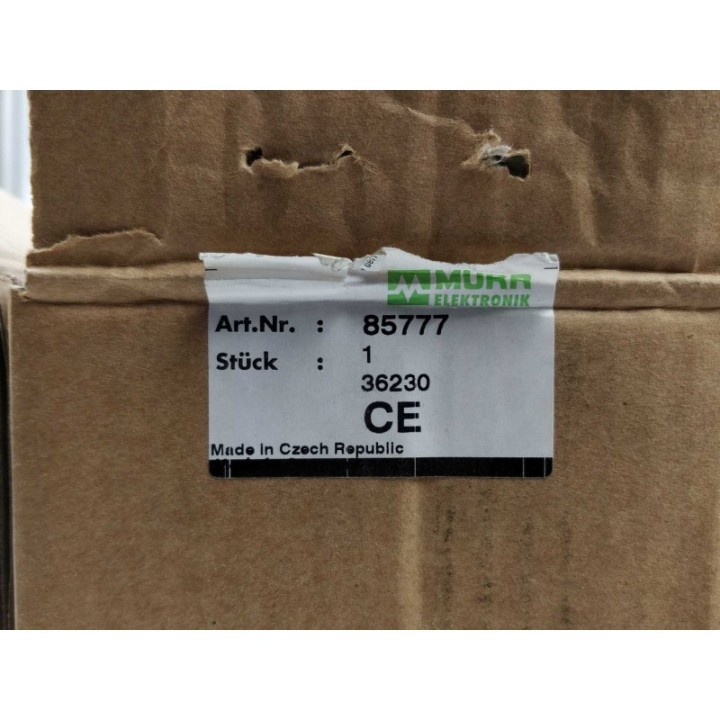 MURR
ELEKTRONIK
Art.Nr. : 85777
Stück : 1
36230
CE
Made in Czech Republic